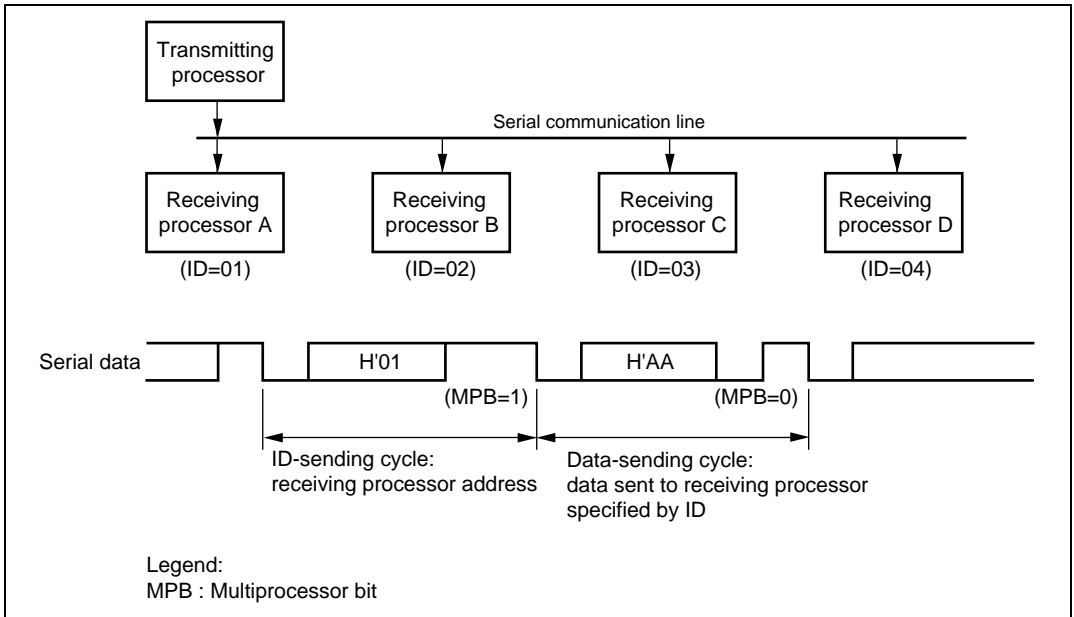 Transmitting
processor
Serial communication line
Receiving
processor A
Receiving
processor B
Receiving
processor C
Receiving
processor D
(ID=01)
(ID=02)
(ID=03)
(ID=04)
Serial data
H'01
H'AA
(MPB=1)
(MPB=0)
ID-sending cycle:
receiving processor address
Data-sending cycle:
data sent to receiving processor
specified by ID
Legend:
MPB : Multiprocessor bit